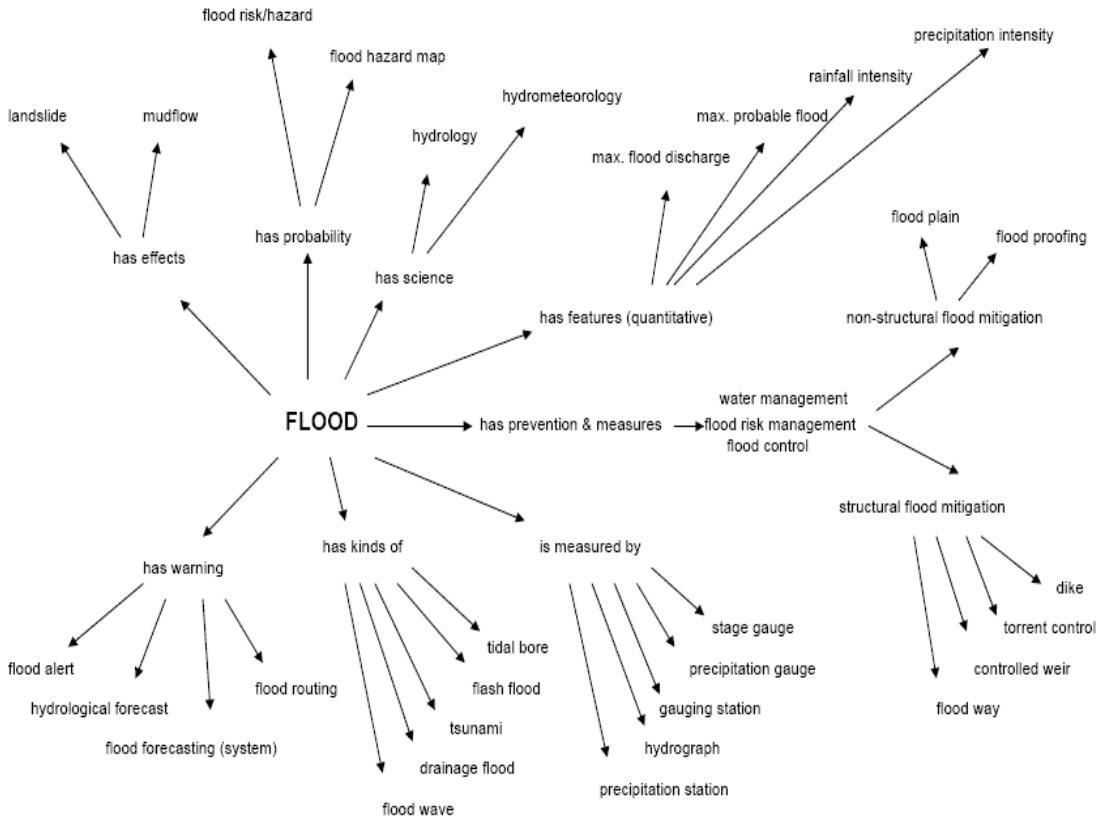 flood risk/hazard
precipitation intensity
flood hazard map
rainfall intensity
hydrometeorology
landslide
mudflow
max. probable flood
hydrology
max. flood discharge
flood plain
has probability
flood proofing
has effects
has science
has features (quantitative)
non-structural flood mitigation
water management
FLOOD
has prevention & measures
flood risk management
flood control
structural flood mitigation
has kinds of
is measured by
has warning
dike
stage gauge
torrent control
tidal bore
flood alert
precipitation gauge
controlled weir
flood routing
flash flood
hydrological forecast
gauging station
flood way
tsunami
flood forecasting (system)
hydrograph
drainage flood
precipitation station
flood wave